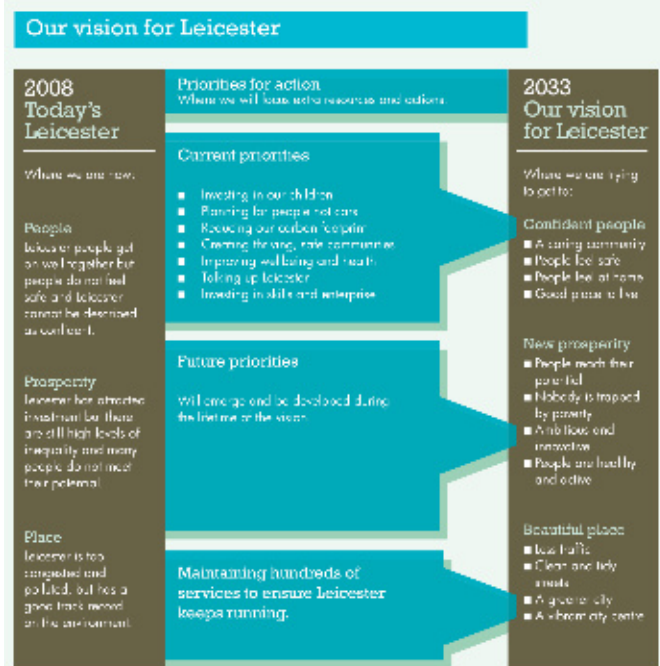 Our vision for Leicester
2008
Today's
Leicester
Where we are now:
People
Leicester people get
on well together but
people do not feel
safe and Leicester
cannot be described
as confident.
Prosperity
Leicester has attracted
investment but there
are still high levels of
inequality and many
people do not meet
their potential.
Place
Leicester is too
congested and
polluted, but has a
good track record
on the environment.
Priorities for action
Where we will focus extra resources and actions
Current priorities
■ Investing in our children
■ Planning for people not cars
■ Reducing our carbon footprint
■ Creating thriving, safe communities
■ Improving wellbeing and health
■ Talking up Leicester
■ Investing in skills and enterprise
Future priorities
Will emerge and be developed during
the lifetime of the vision
Maintaining hundreds of
services to ensure Leicester
keeps running.
2033
Our vision
for Leicester
Where we are trying
to get to:
Confident people
■ A caring community
■ People feel safe
■ People feel at home
■ Good place to live
New prosperity
■ People reach their
potential
■ Nobody is trapped
by poverty
■ Ambitious and
innovative
■ People are healthy
and active
Beautiful place
■ Less traffic
■ Clean and tidy
streets
■ A greener city
■ A vibrant city centre